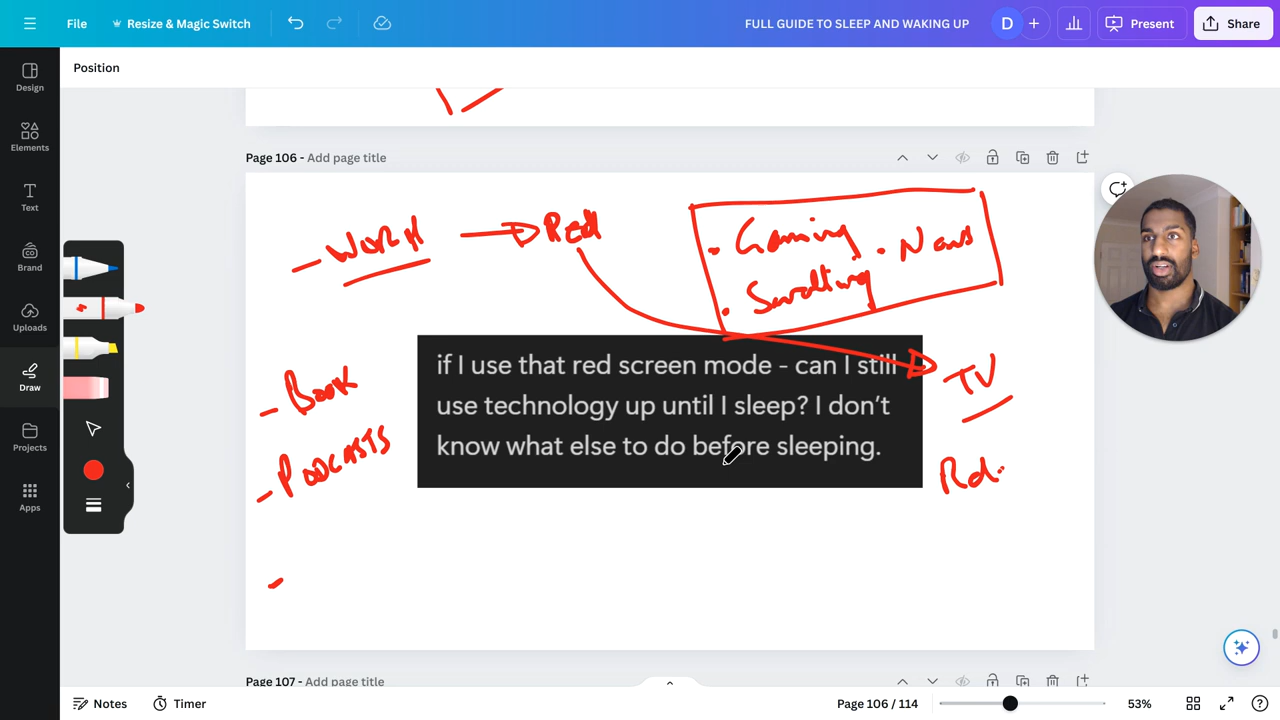 File
Resize & Magic Switch
FULL GUIDE TO SLEEP AND WAKING UP
D
Present
Share
Position
Design
Elements
Text
Brand
Uploads
Draw
Projects
Apps
Page 106 - Add page title
- WORK
Red
• Gaming
• News
• Scrolling
if I use that red screen mode - can I still
use technology up until I sleep? I don't
know what else to do before sleeping.
TV
- Book
- PODCASTS
-
Page 107 - Add page title
Notes
Timer
Page 106 / 114
53%